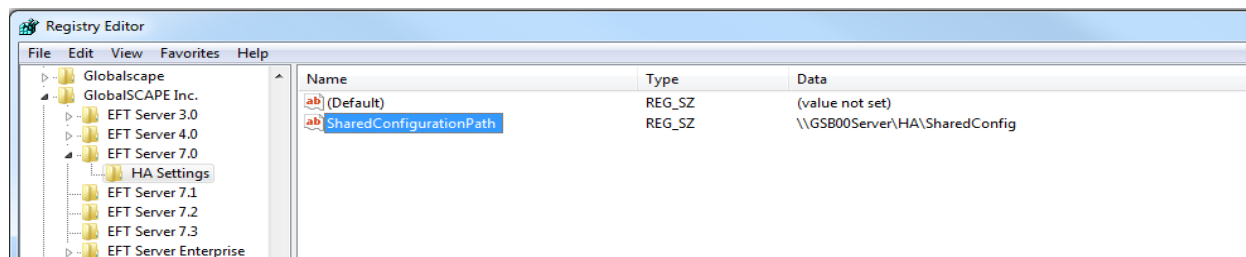 Registry Editor
File Edit View Favorites Help
Globalscape
GlobalSCAPE Inc.
EFT Server 3.0
EFT Server 4.0
EFT Server 7.0
HA Settings
EFT Server 7.1
EFT Server 7.2
EFT Server 7.3
EFT Server Enterprise
Name Type Data
ab (Default) REG_SZ (value not set)
ab SharedConfigurationPath REG_SZ \\GSB00Server\HA\SharedConfig